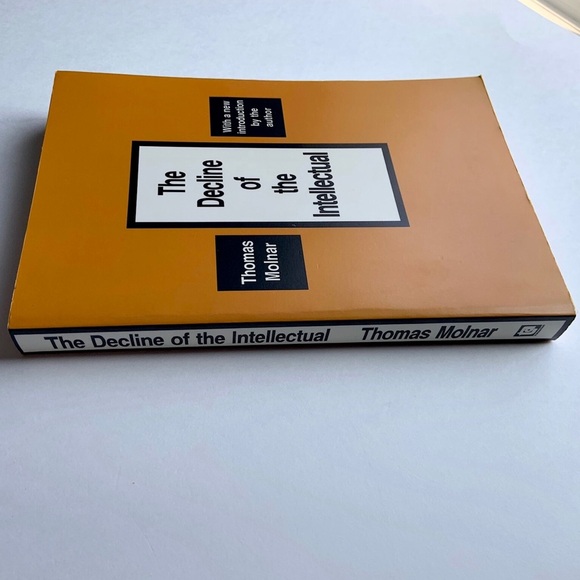 With a new
introduction
by the
author
The
Decline
of
the
Intellectual
Thomas
Molnar
The Decline of the Intellectual Thomas Molnar